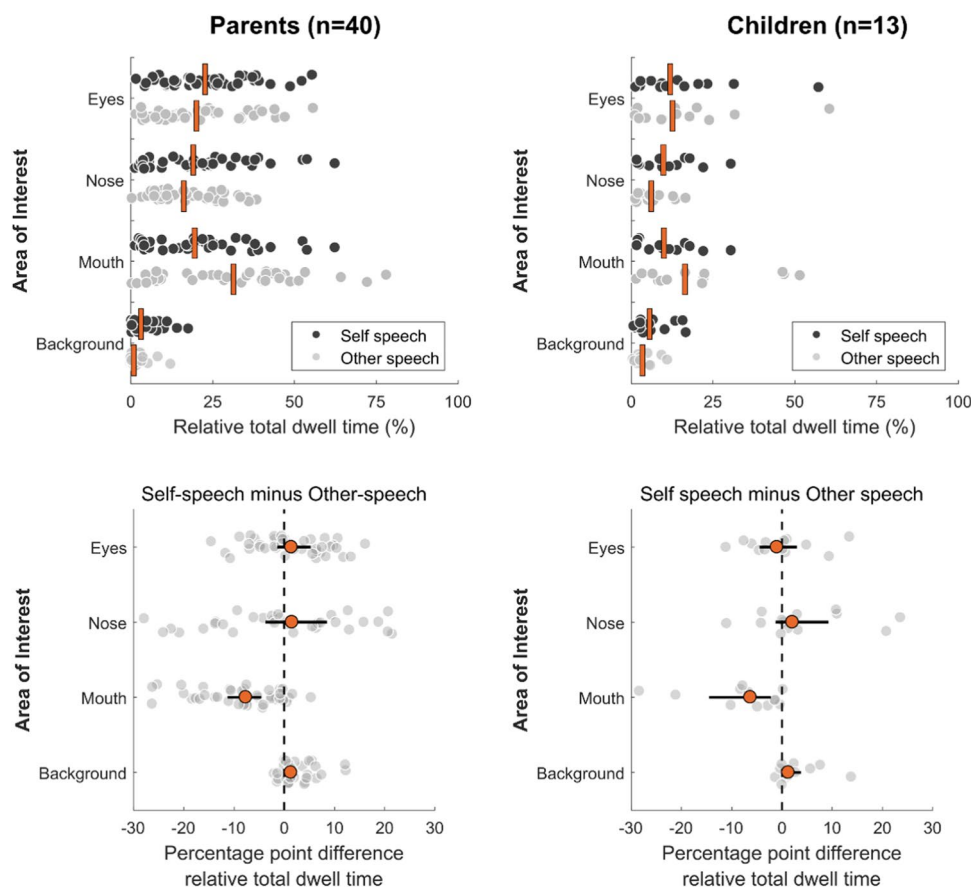 Parents (n=40)
Area of Interest
Eyes
Nose
Mouth
Background
Self speech
Other speech
0
25
50
75
100
Relative total dwell time (%)
Children (n=13)
Area of Interest
Eyes
Nose
Mouth
Background
Self speech
Other speech
0
25
50
75
100
Relative total dwell time (%)
Self-speech minus Other-speech
Area of Interest
Eyes
Nose
Mouth
Background
-30
-20
-10
0
10
20
30
Percentage point difference
relative total dwell time
Self speech minus Other speech
Area of Interest
Eyes
Nose
Mouth
Background
-30
-20
-10
0
10
20
30
Percentage point difference
relative total dwell time